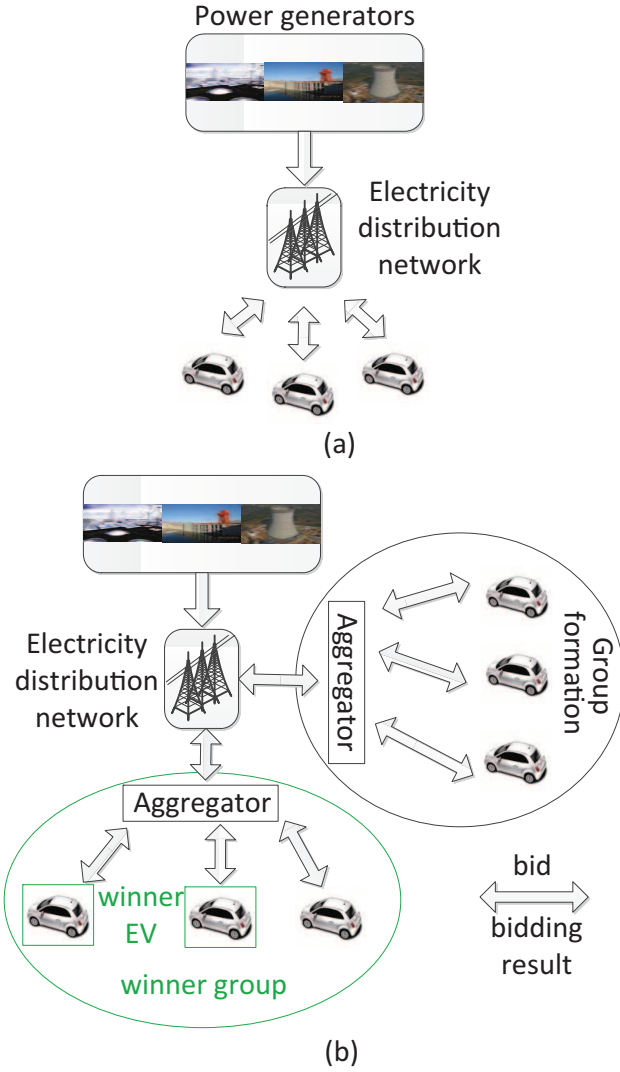 Power generators
Electricity
distribution
network
(a)
Electricity
distribution
network
Aggregator
Group
formation
Aggregator
winner
EV
winner group
bid
bidding
result
(b)